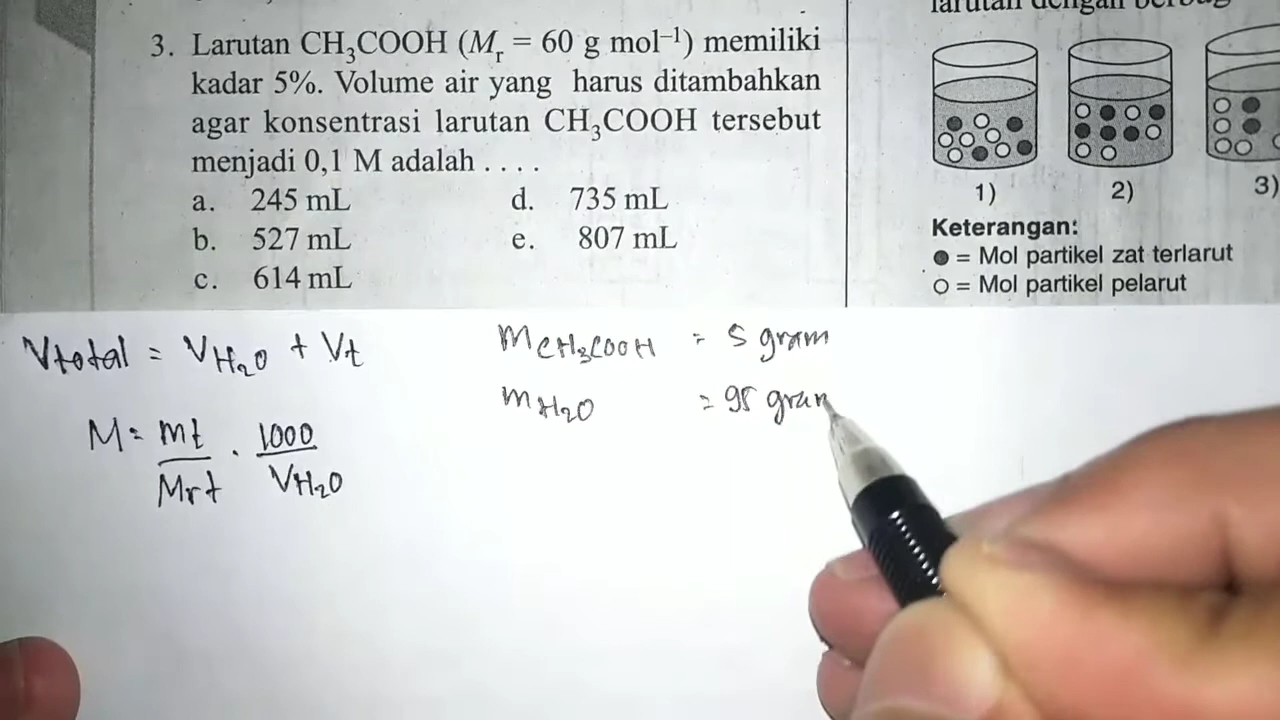 3. Larutan CH₃COOH (Mᵣ = 60 g mol⁻¹) memiliki
kadar 5%. Volume air yang harus ditambahkan
agar konsentrasi larutan CH₃COOH tersebut
menjadi 0,1 M adalah . . . .
a. 245 mL d. 735 mL
b. 527 mL e. 807 mL
c. 614 mL
larutan dengan
1) 2) 3)
Keterangan:
● = Mol partikel zat terlarut
○ = Mol partikel pelarut
Vtotal = VH₂O + Vt
M = mt/Mrt . 1000/VH₂O
mCH₃COOH = 5 gram
mH₂O = 95 gram